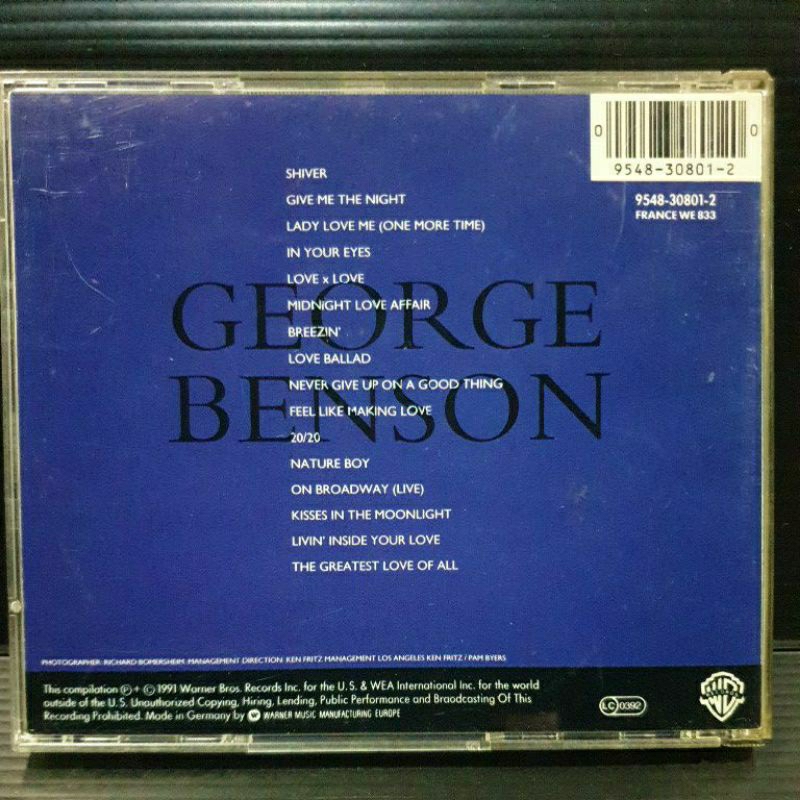 0 0
9548-30801-2
9548-30801-2
FRANCE WE 833
SHIVER
GIVE ME THE NIGHT
LADY LOVE ME (ONE MORE TIME)
IN YOUR EYES
LOVE x LOVE
MIDNiGHT LOVE AFFAIR
BREEZIN'
LOVE BALLAD
NEVER GIVE UP ON A GOOD THING
FEEL LIKE MAKING LOVE
20/20
NATURE BOY
ON BROADWAY (LIVE)
KISSES IN THE MOONLIGHT
LIVIN' INSIDE YOUR LOVE
THE GREATEST LOVE OF ALL
GEORGE
BENSON
PHOTOGRAPHER: RICHARD BOMERSHEIM. MANAGEMENT DIRECTION: KEN FRITZ MANAGEMENT LOS ANGELES KEN FRITZ / PAM BYERS
This compilation ℗ + © 1991 Warner Bros. Records Inc. for the U.S. & WEA International Inc. for the world
outside of the U.S. Unauthorized Copying, Hiring, Lending, Public Performance and Broadcasting Of This
Recording Prohibited. Made in Germany by WARNER MUSIC MANUFACTURING EUROPE
LC 0392
WB